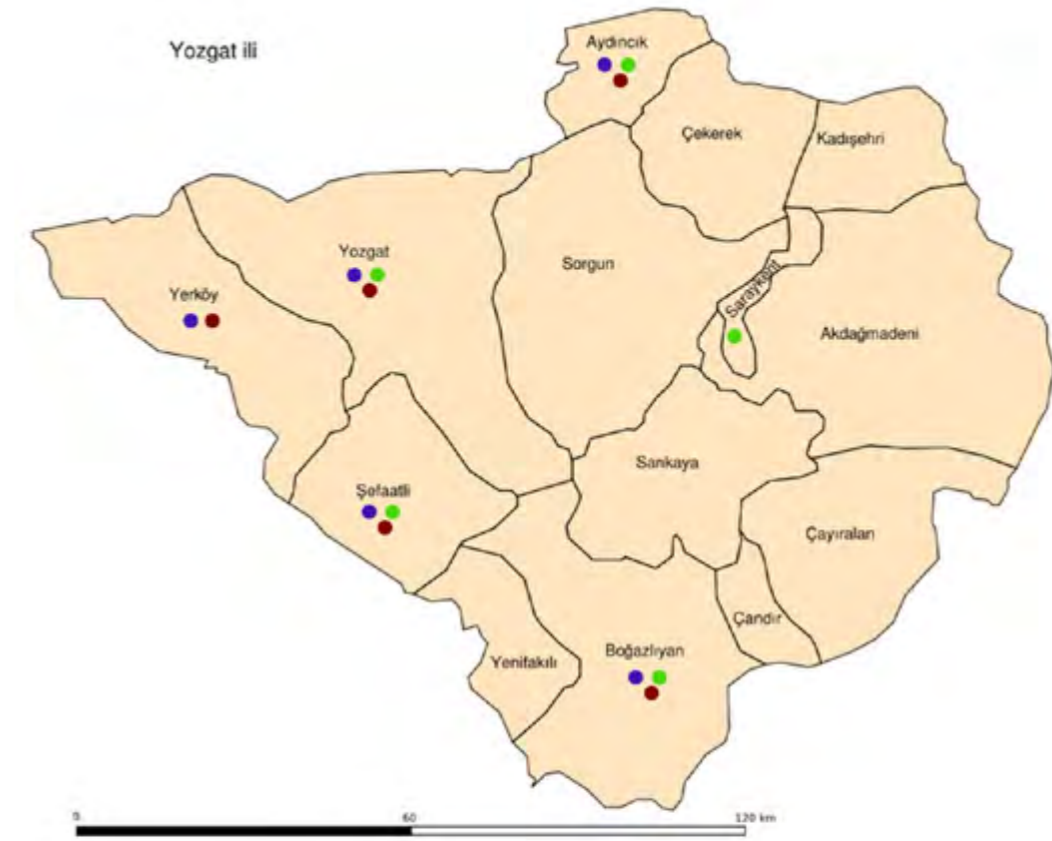 Yozgat ili
Aydıncık
Çekerek
Kadışehri
Yozgat
Sorgun
Saraykent
Yerköy
Akdağmadeni
Sarıkaya
Şefaatli
Çayıralan
Çandır
Boğazlıyan
Yenifakılı
0 60 120 km